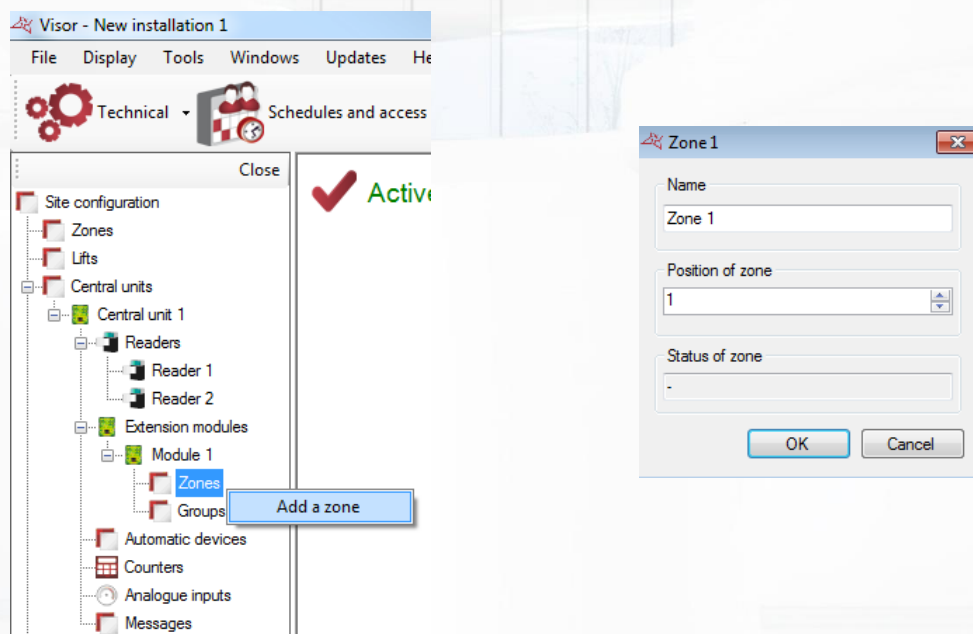 Visor - New installation 1
File Display Tools Windows Updates He
Technical Schedules and access
Close
Site configuration
Zones
Lifts
Central units
Central unit 1
Readers
Reader 1
Reader 2
Extension modules
Module 1
Zones
Groups
Add a zone
Automatic devices
Counters
Analogue inputs
Messages
Active
Zone 1
Name
Zone 1
Position of zone
1
Status of zone
-
OK Cancel